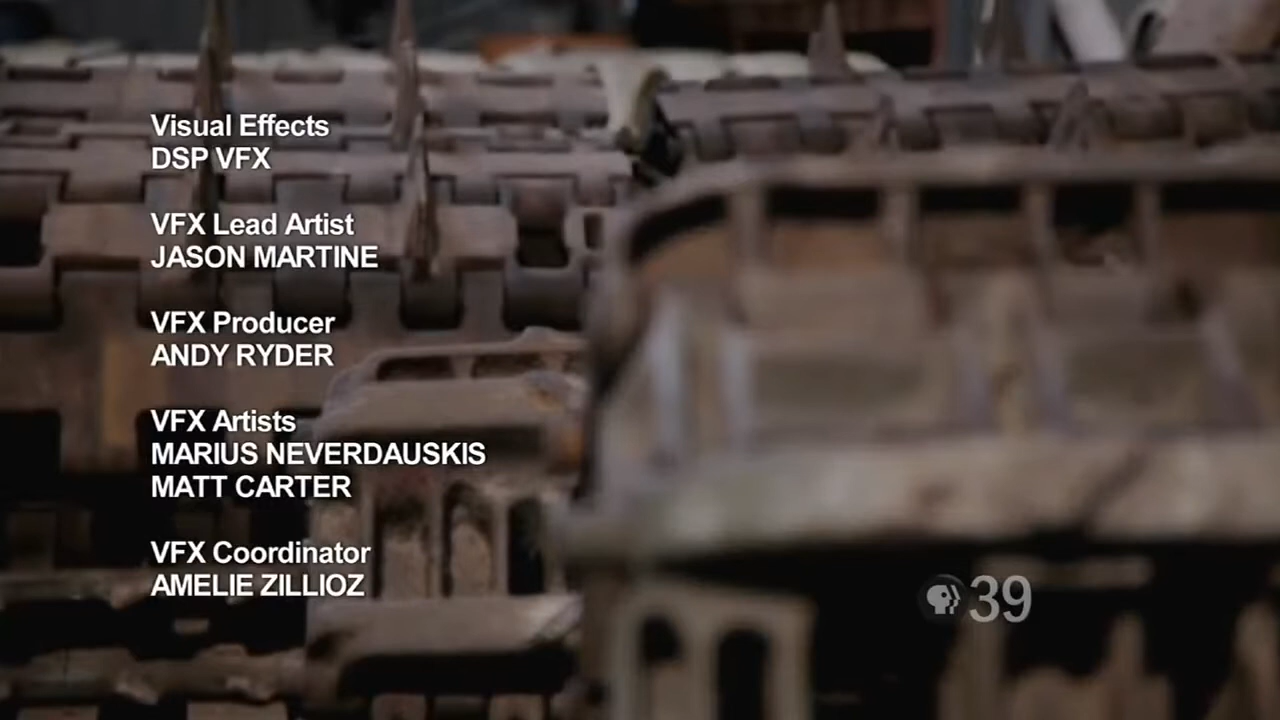 Visual Effects
DSP VFX
VFX Lead Artist
JASON MARTINE
VFX Producer
ANDY RYDER
VFX Artists
MARIUS NEVERDAUSKIS
MATT CARTER
VFX Coordinator
AMELIE ZILLIOZ
39